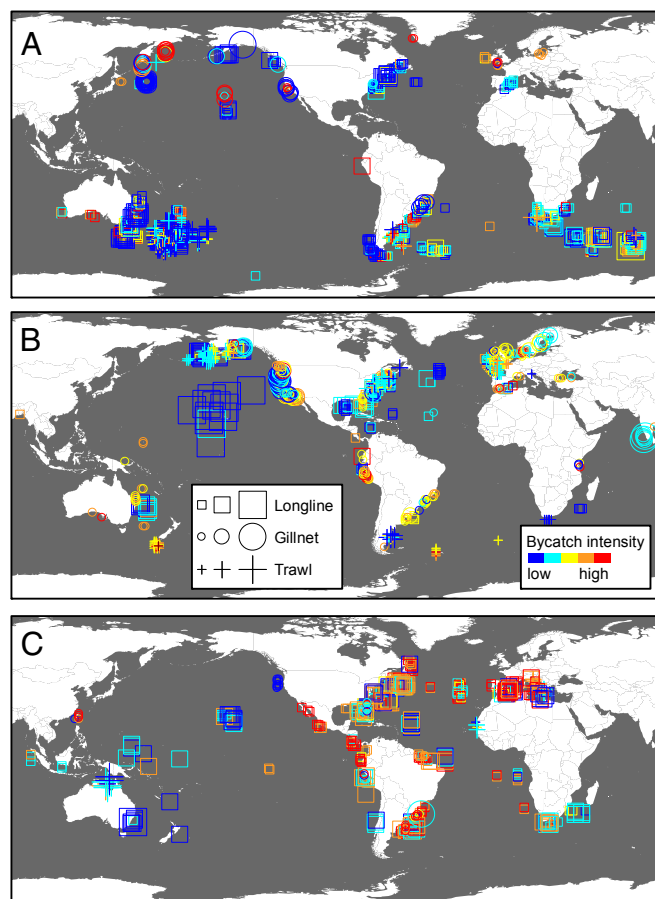 A
B
Longline
Gillnet
Trawl
Bycatch intensity
low high
C